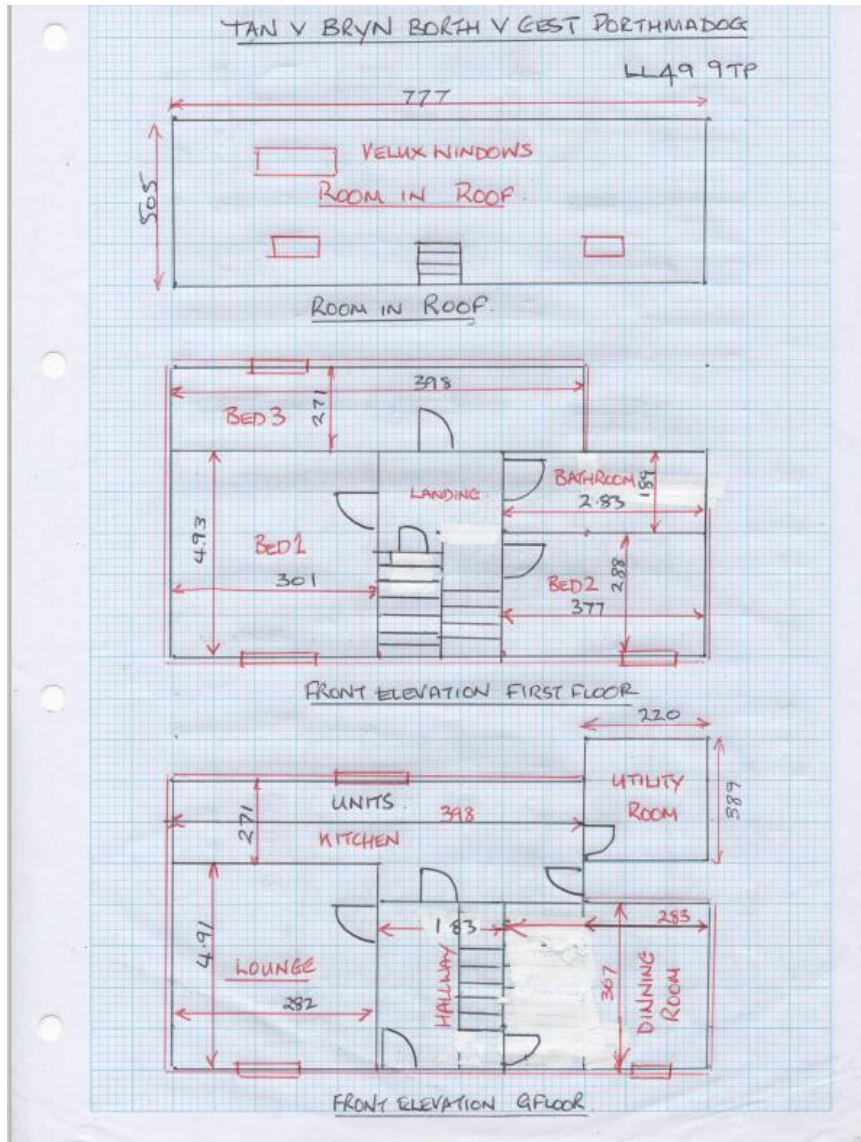 TAN Y BRYN BORTH Y GEST PORTHMADOG
LL49 9TP
777
505
VELUX WINDOWS
ROOM IN ROOF.
ROOM IN ROOF.
398
271
BED 3
LANDING
BATHROOM
189
2.83
4.93
BED 1
301
BED 2
288
377
FRONT ELEVATION FIRST FLOOR
220
UTILITY
ROOM
389
UNITS.
271
398
KITCHEN
4.91
LOUNGE
282
1.83
HALLWAY
283
367
DINNING
ROOM
FRONT ELEVATION GFLOOR.